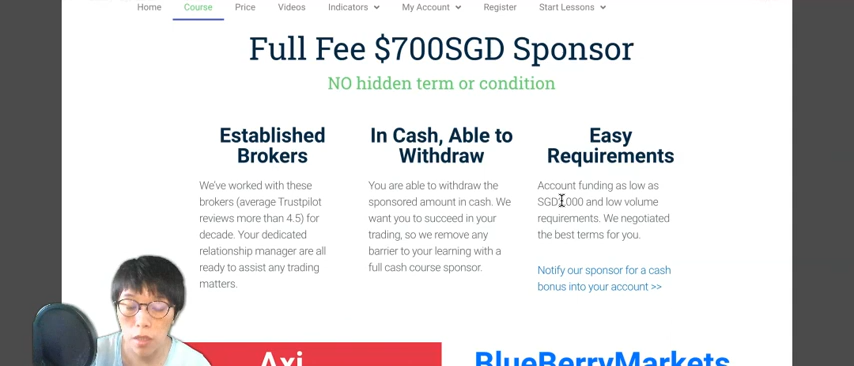 Home Course Price Videos Indicators My Account Register Start Lessons
Full Fee $700SGD Sponsor
NO hidden term or condition
Established
Brokers
We've worked with these
brokers (average Trustpilot
reviews more than 4.5) for
decade. Your dedicated
relationship manager are all
ready to assist any trading
matters.
In Cash, Able to
Withdraw
You are able to withdraw the
sponsored amount in cash. We
want you to succeed in your
trading, so we remove any
barrier to your learning with a
full cash course sponsor.
Easy
Requirements
Account funding as low as
and low volume
requirements. We negotiated
the best terms for you.
Notify our sponsor for a cash
bonus into your account >>
Axi
BlueBerryMarkets